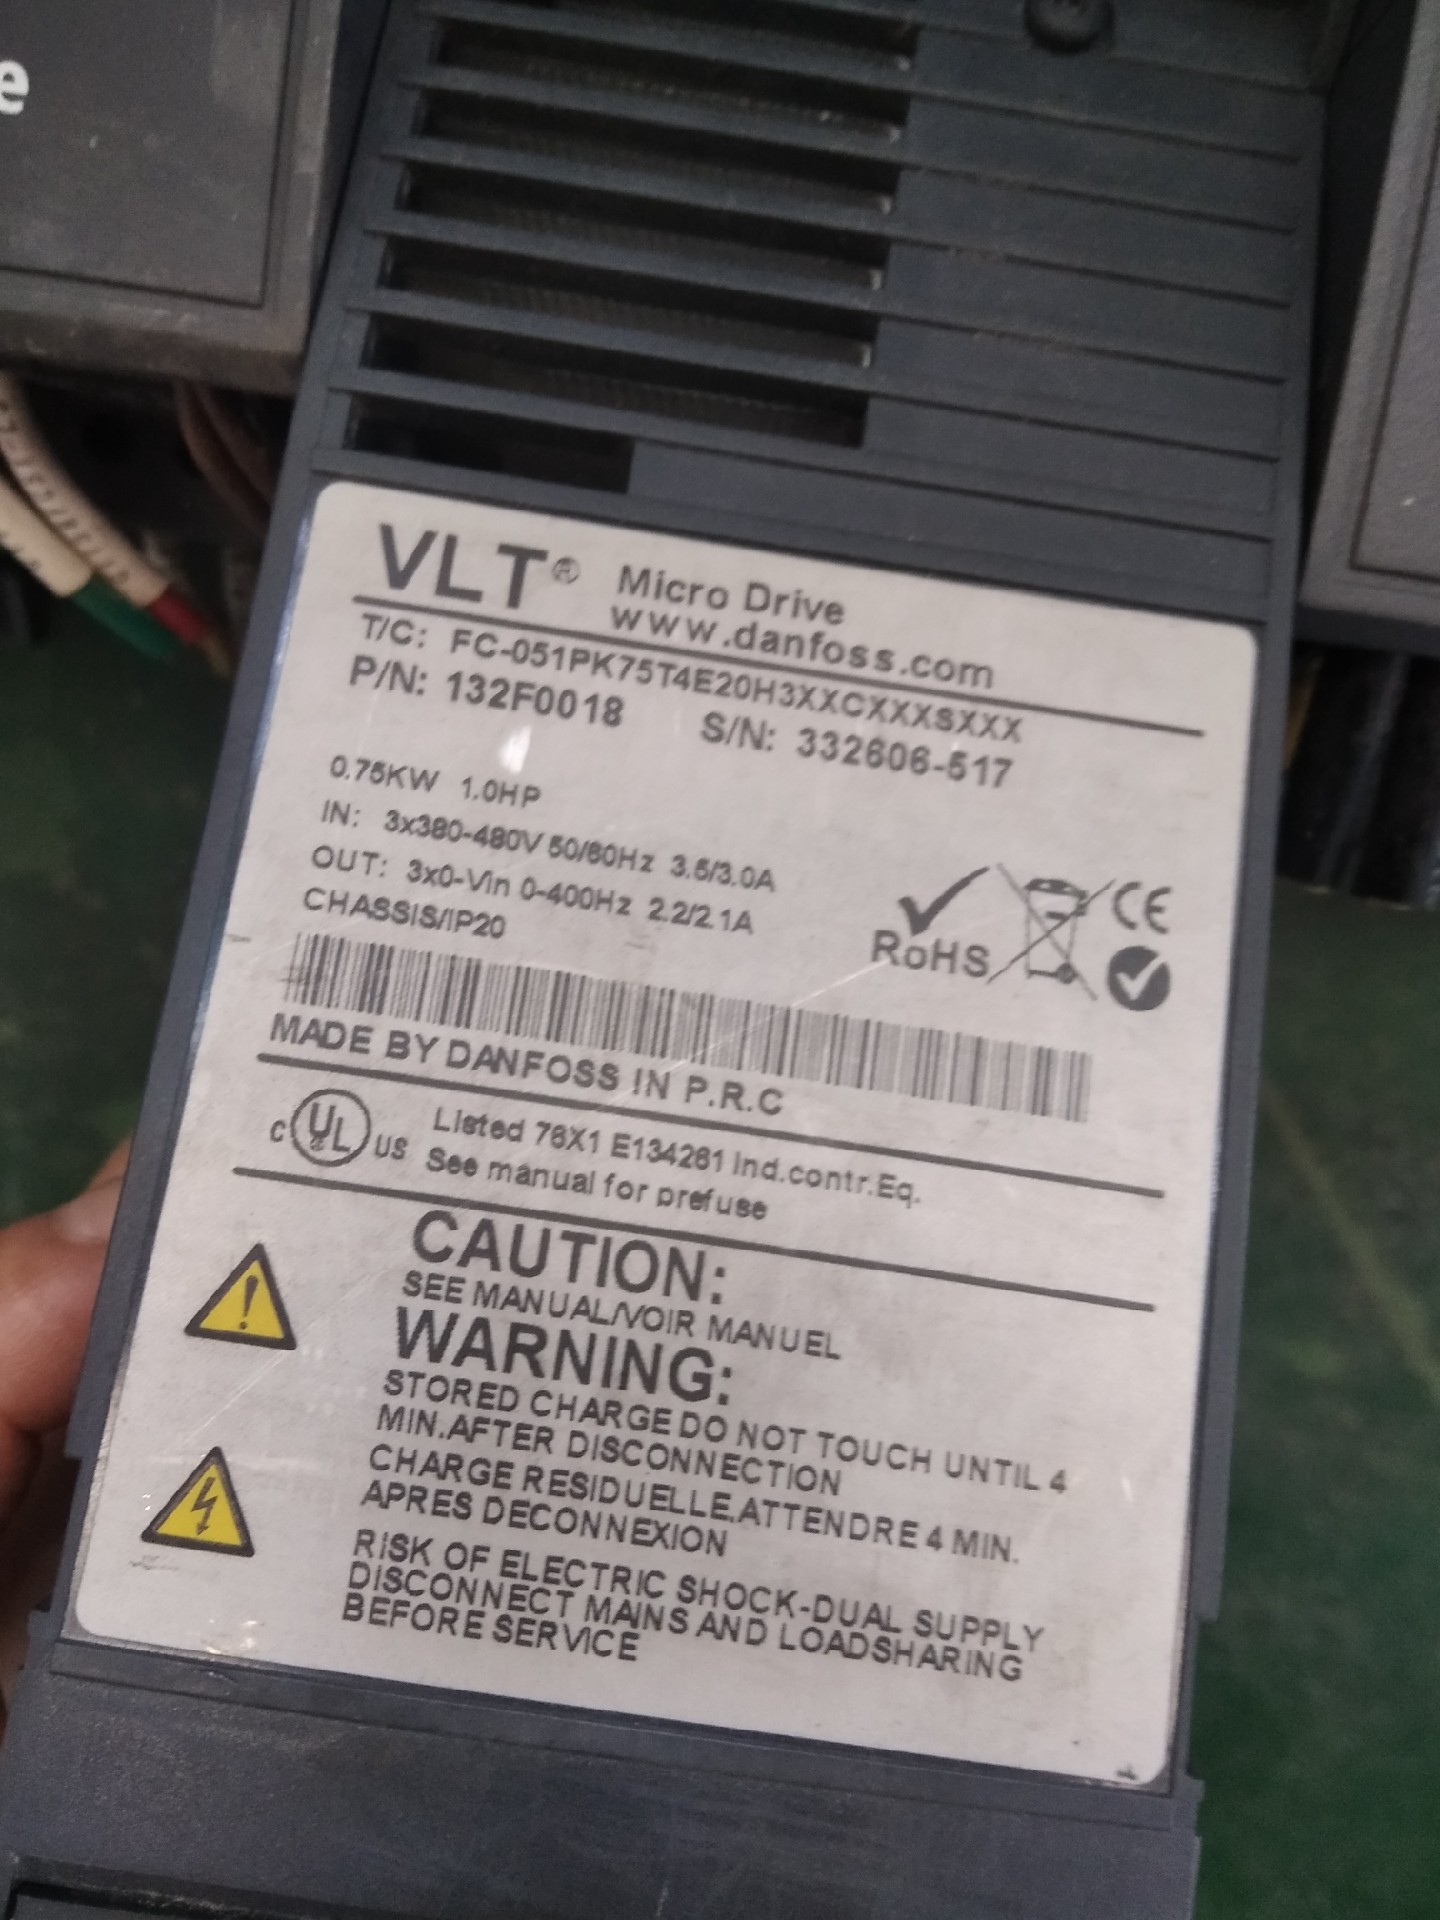 e
VLT® Micro Drive
www.danfoss.com
T/C: FC-051PK75T4E20H3XXCXXXSXXX
P/N: 132F0018 S/N: 332606-517
0.75KW 1.0HP
IN: 3x380-480V 50/60Hz 3.5/3.0A
OUT: 3x0-Vin 0-400Hz 2.2/2.1A
CHASSIS/IP20
RoHS CE
MADE BY DANFOSS IN P.R.C
c UL US Listed 76X1 E134261 Ind.contr.Eq.
See manual for prefuse
CAUTION:
SEE MANUAL/VOIR MANUEL
WARNING:
STORED CHARGE DO NOT TOUCH UNTIL 4
MIN.AFTER DISCONNECTION
CHARGE RESIDUELLE.ATTENDRE 4 MIN.
APRES DECONNEXION
RISK OF ELECTRIC SHOCK-DUAL SUPPLY
DISCONNECT MAINS AND LOADSHARING
BEFORE SERVICE